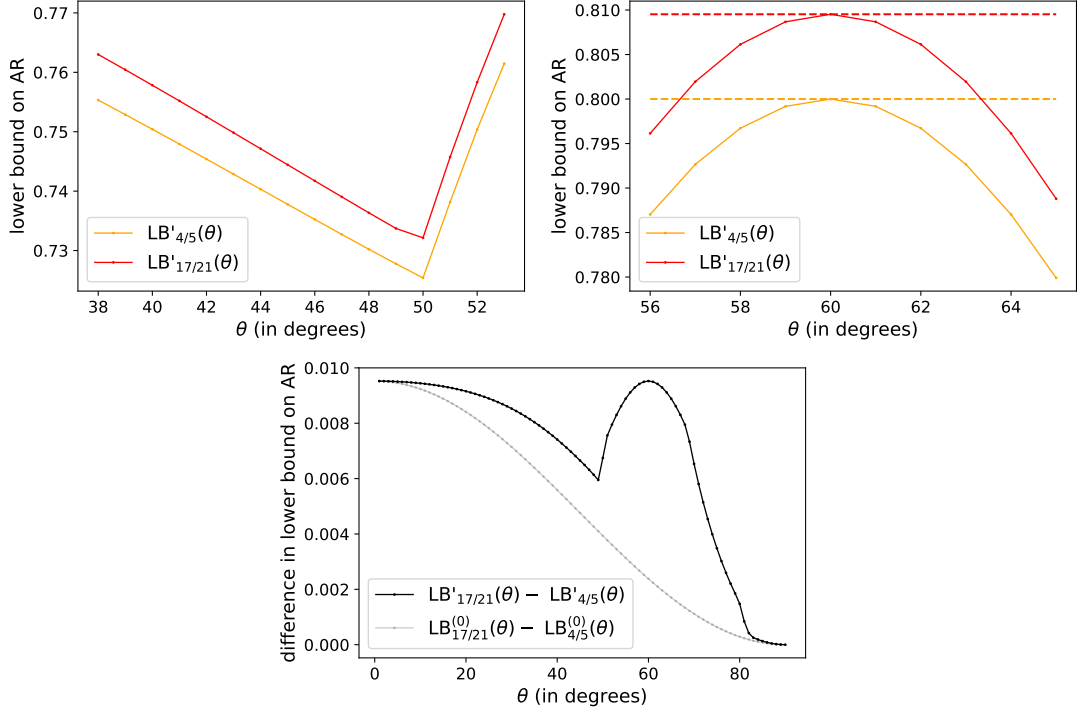 lower bound on AR
0.77
0.76
0.75
0.74
0.73
LB'4/5(θ)
LB'17/21(θ)
38 40 42 44 46 48 50 52
θ (in degrees)
lower bound on AR
0.810
0.805
0.800
0.795
0.790
0.785
0.780
LB'4/5(θ)
LB'17/21(θ)
56 58 60 62 64
θ (in degrees)
difference in lower bound on AR
0.010
0.008
0.006
0.004
0.002
0.000
LB'17/21(θ) − LB'4/5(θ)
LB(0)17/21(θ) − LB(0)4/5(θ)
0 20 40 60 80
θ (in degrees)